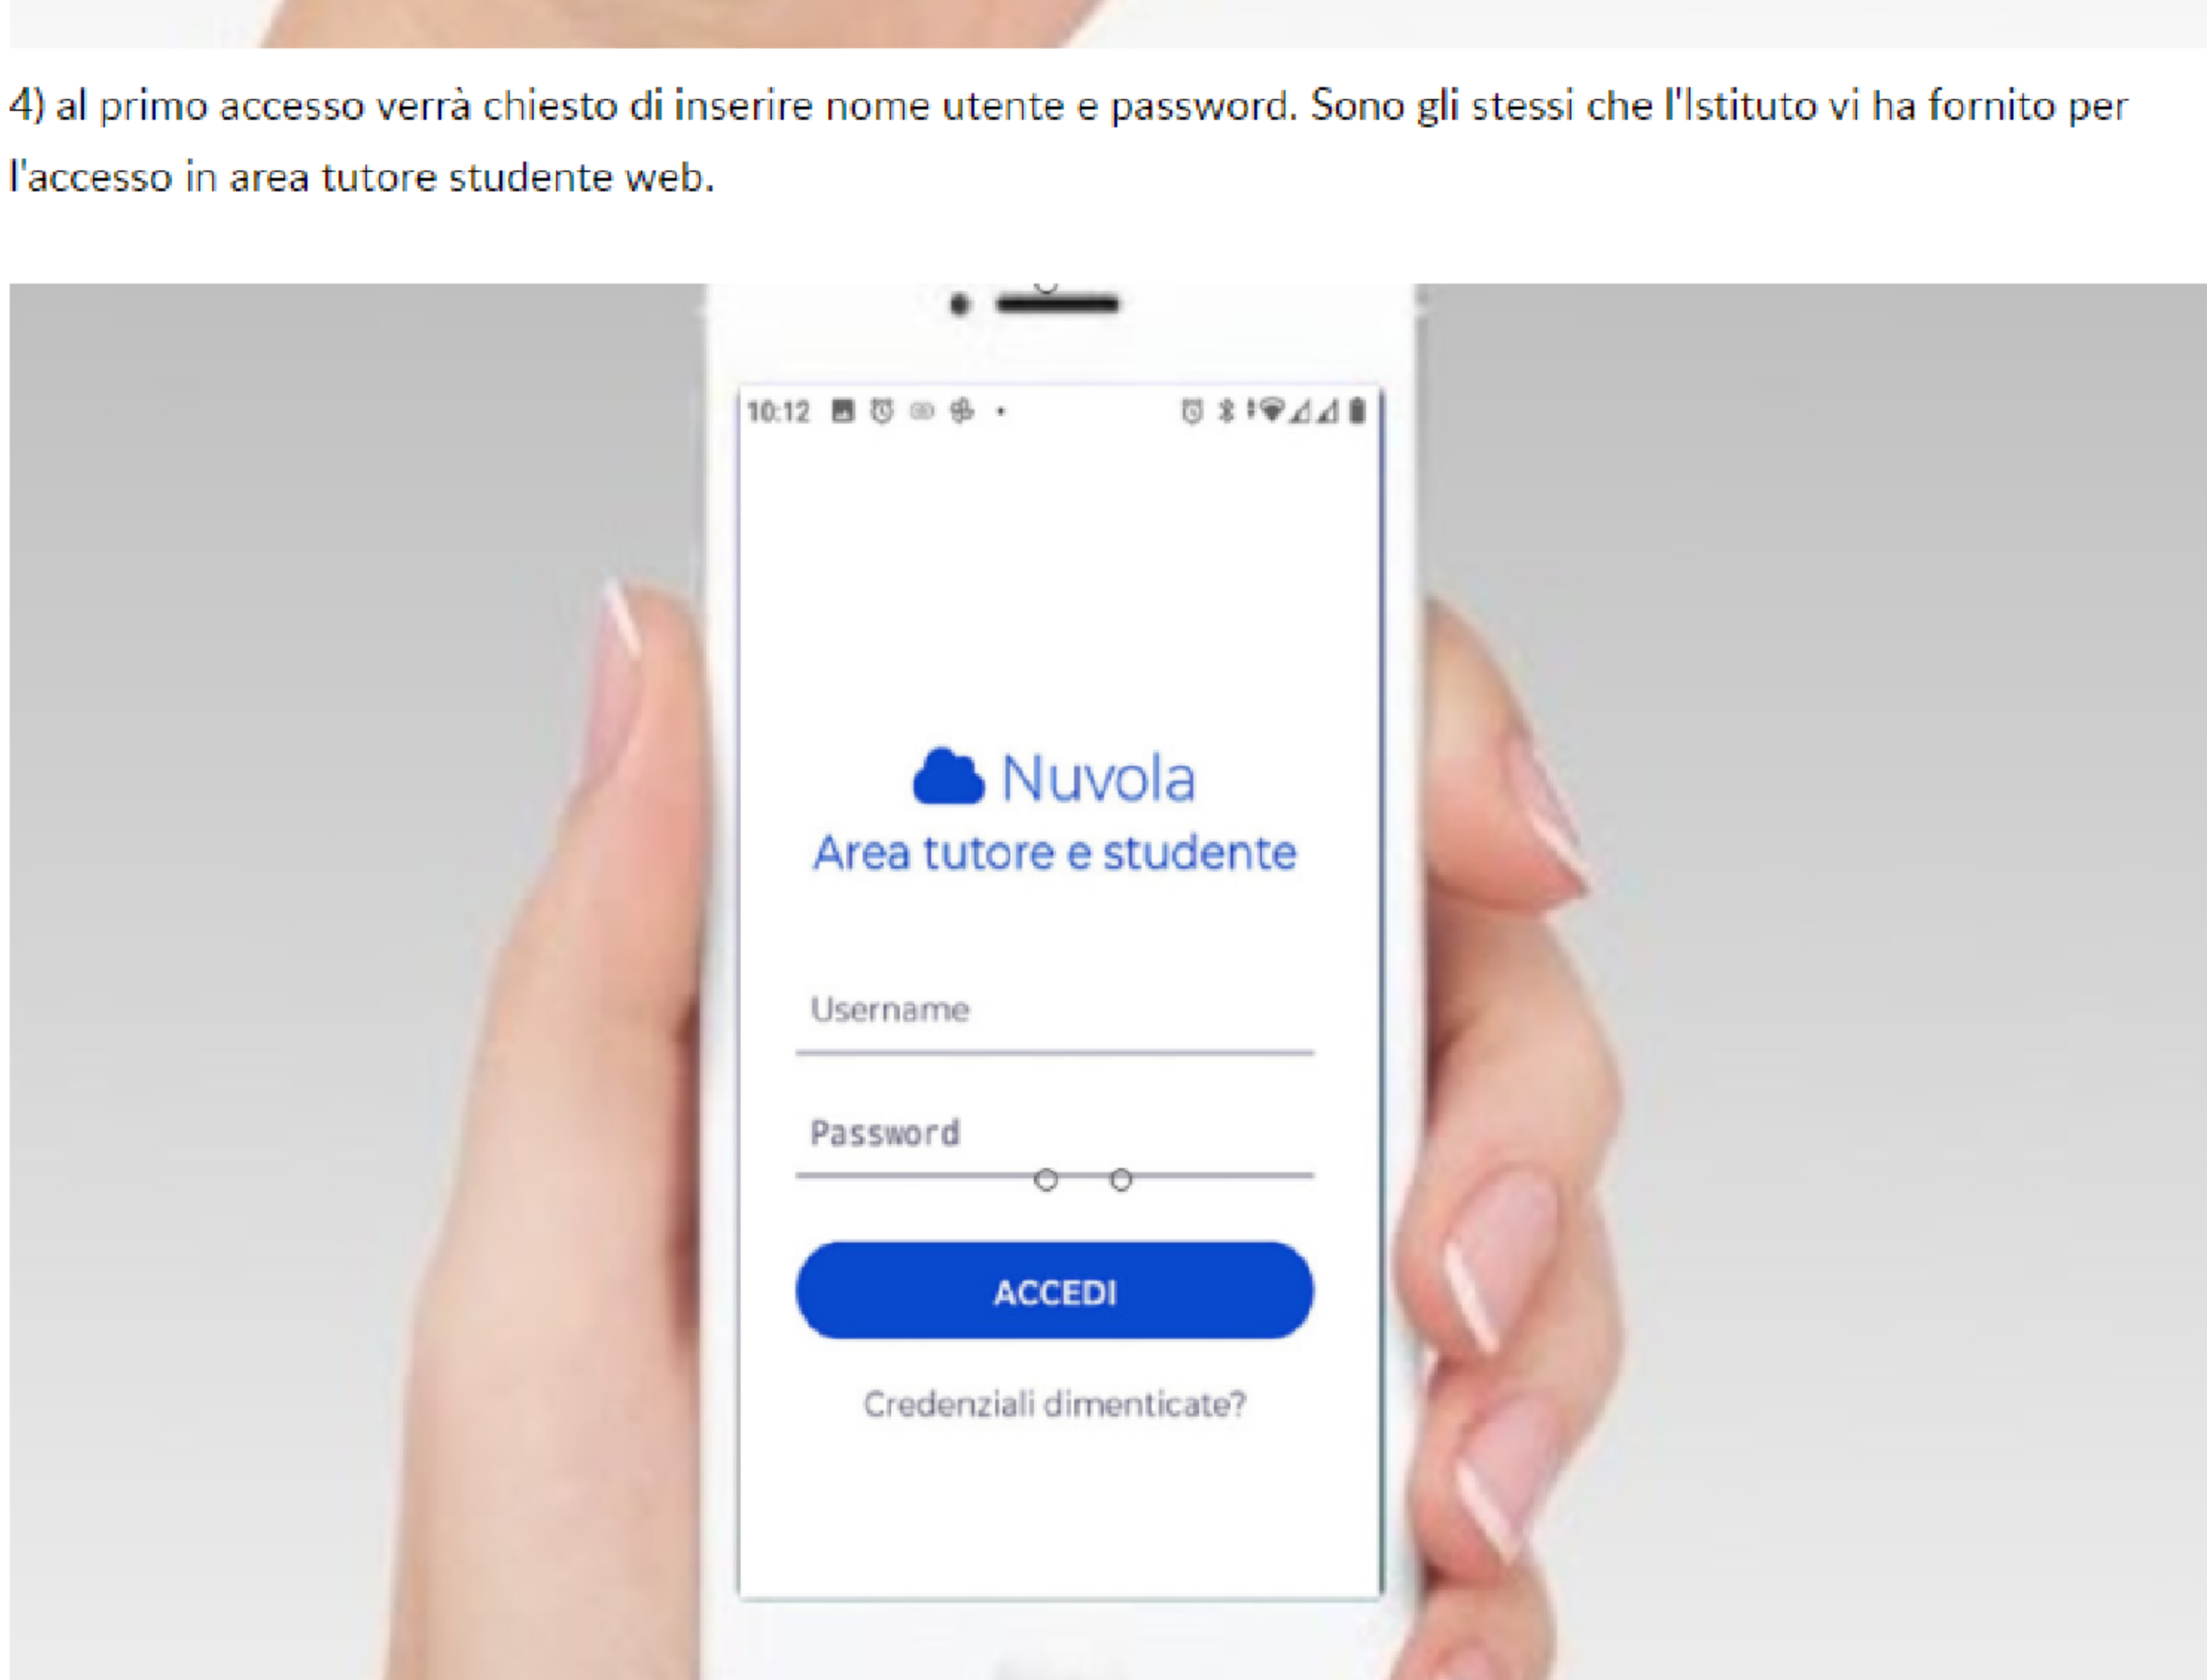 4) al primo accesso verrà chiesto di inserire nome utente e password. Sono gli stessi che l'Istituto vi ha fornito per
l'accesso in area tutore studente web.
10:12
Nuvola
Area tutore e studente
Username
Password
ACCEDI
Credenziali dimenticate?